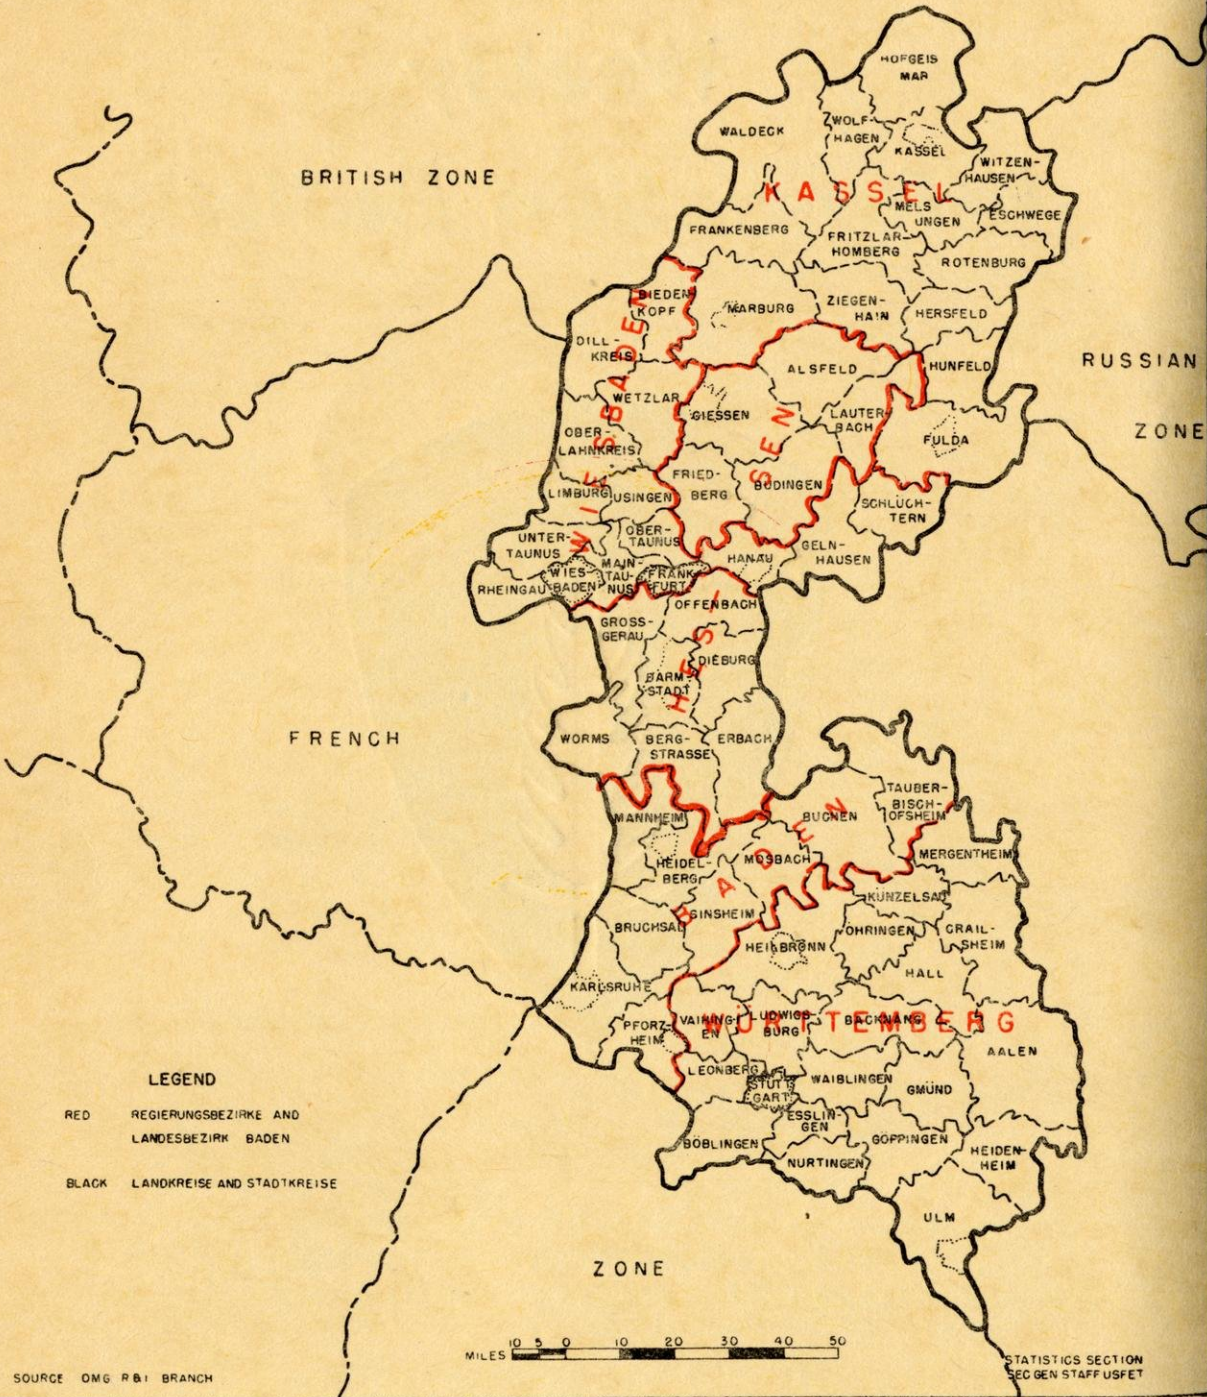 HOFGEIS
MAR
WALDECK
WOLF-
HAGEN
KASSEL
WITZEN-
HAUSEN
BRITISH ZONE
KASSEL
MELS
UNGEN
ESCHWEGE
FRANKENBERG
FRITZLAR-
HOMBERG
ROTENBURG
BIEDEN
KOPF
MARBURG
ZIEGEN-
HAIN
HERSFELD
DILL-
KREIS
WIESBADEN
ALSFELD
HUNFELD
RUSSIAN
ZONE
WETZLAR
GIESSEN
LAUTER-
BACH
FULDA
OBER-
LAHNKREIS
FRIED-
BERG
BÜDINGEN
LIMBURG
USINGEN
SCHLÜCH-
TERN
UNTER-
TAUNUS
OBER-
TAUNUS
HANAU
GELN-
HAUSEN
RHEINGAU
WIES
BADEN
MAIN-
TAU-
NUS
FRANK
FURT
OFFENBACH
HESSEN
GROSS-
GERAU
DIEBURG
DARM-
STADT
FRENCH
WORMS
BERG-
STRASSE
ERBACH
TAUBER-
BISCH-
OFSHEIM
MANNHEIM
BUCHEN
BADEN
HEIDEL-
BERG
MOSBACH
MERGENTHEIM
KÜNZELSAU
SINSHEIM
BRUCHSAL
HEILBRONN
ÖHRINGEN
CRAIL-
SHEIM
HALL
KARLSRUHE
PFORZ-
HEIM
VAIHING-
EN
LUDWIGS-
BURG
BACKNANG
WÜRTTEMBERG
AALEN
LEONBERG
STUTT
GART
WAIBLINGEN
GMÜND
LEGEND
RED REGIERUNGSBEZIRKE AND
LANDESBEZIRK BADEN
BLACK LANDKREISE AND STADTKREISE
BÖBLINGEN
ESSLIN-
GEN
GÖPPINGEN
NURTINGEN
HEIDEN-
HEIM
ULM
ZONE
MILES 10 5 0 10 20 30 40 50
SOURCE OMG R&I BRANCH
STATISTICS SECTION
SEC GEN STAFF USFET